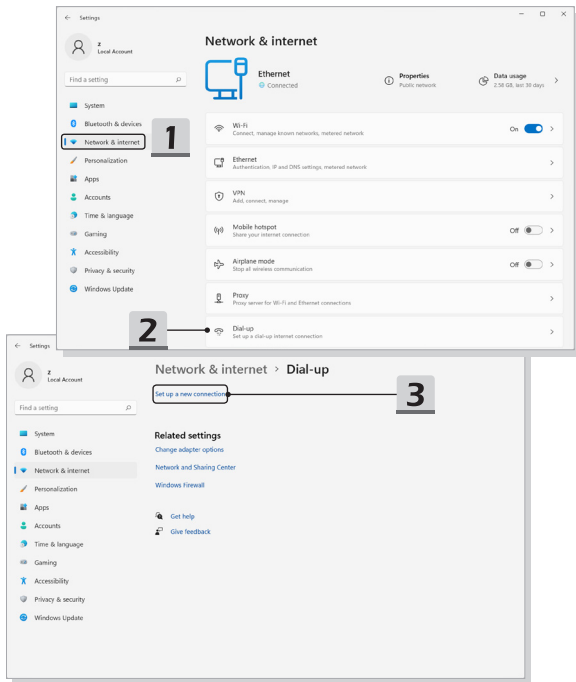 Settings
z
Local Account
Find a setting
System
Bluetooth & devices
Network & internet
Personalization
Apps
Accounts
Time & language
Gaming
Accessibility
Privacy & security
Windows Update
Network & internet
Ethernet
Connected
Properties
Public network
Data usage
2.58 GB, last 30 days
Wi-Fi
Connect, manage known networks, metered network
On
Ethernet
Authentication, IP and DNS settings, metered network
VPN
Add, connect, manage
Mobile hotspot
Share your internet connection
Off
Airplane mode
Stop all wireless communication
Off
Proxy
Proxy server for Wi-Fi and Ethernet connections
Dial-up
Set up a dial-up internet connection
1
2
Settings
z
Local Account
Find a setting
System
Bluetooth & devices
Network & internet
Personalization
Apps
Accounts
Time & language
Gaming
Accessibility
Privacy & security
Windows Update
Network & internet > Dial-up
Set up a new connection
3
Related settings
Change adapter options
Network and Sharing Center
Windows Firewall
Get help
Give feedback